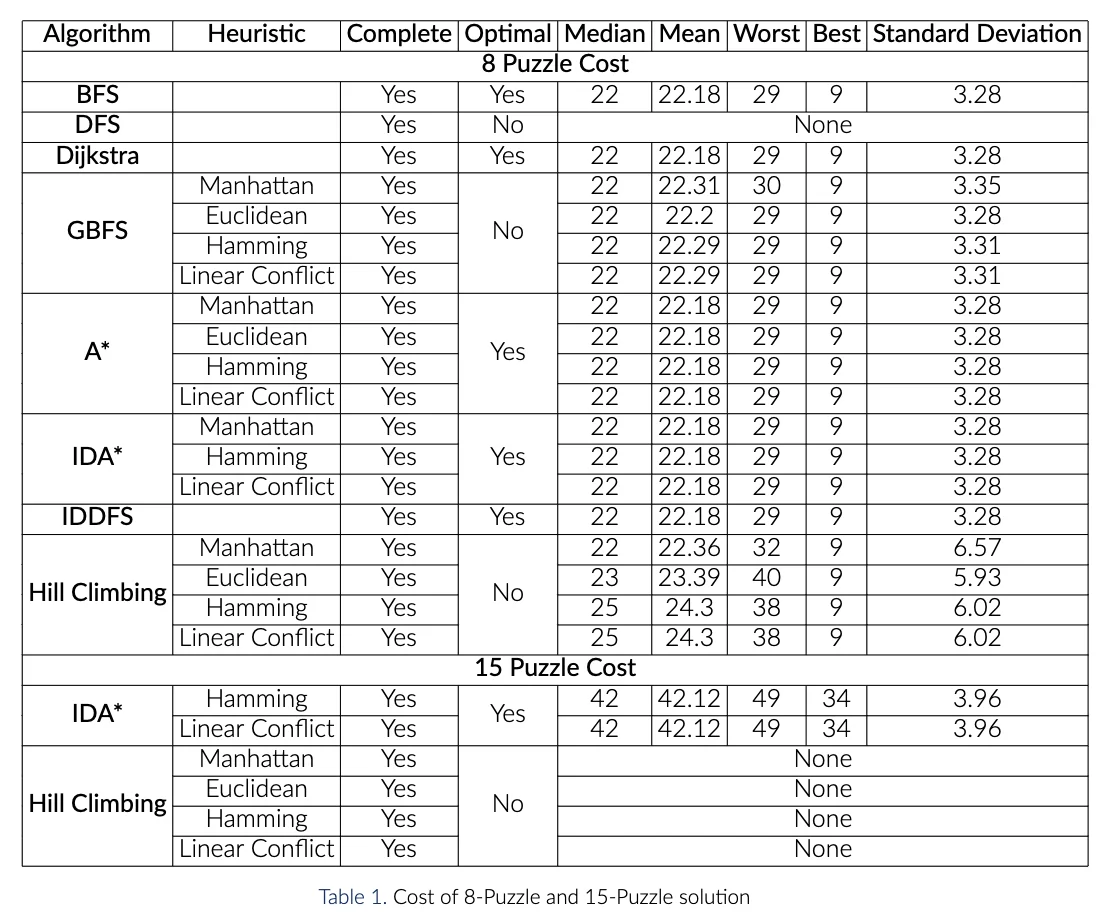 Algorithm Heuristic Complete Optimal Median Mean Worst Best Standard Deviation
8 Puzzle Cost
BFS Yes Yes 22 22.18 29 9 3.28
DFS Yes No None
Dijkstra Yes Yes 22 22.18 29 9 3.28
GBFS Manhattan Yes No 22 22.31 30 9 3.35
Euclidean Yes 22 22.2 29 9 3.28
Hamming Yes 22 22.29 29 9 3.31
Linear Conflict Yes 22 22.29 29 9 3.31
A* Manhattan Yes Yes 22 22.18 29 9 3.28
Euclidean Yes 22 22.18 29 9 3.28
Hamming Yes 22 22.18 29 9 3.28
Linear Conflict Yes 22 22.18 29 9 3.28
IDA* Manhattan Yes Yes 22 22.18 29 9 3.28
Hamming Yes 22 22.18 29 9 3.28
Linear Conflict Yes 22 22.18 29 9 3.28
IDDFS Yes Yes 22 22.18 29 9 3.28
Hill Climbing Manhattan Yes No 22 22.36 32 9 6.57
Euclidean Yes 23 23.39 40 9 5.93
Hamming Yes 25 24.3 38 9 6.02
Linear Conflict Yes 25 24.3 38 9 6.02
15 Puzzle Cost
IDA* Hamming Yes Yes 42 42.12 49 34 3.96
Linear Conflict Yes 42 42.12 49 34 3.96
Hill Climbing Manhattan Yes No None
Euclidean Yes None
Hamming Yes None
Linear Conflict Yes None
Table 1. Cost of 8-Puzzle and 15-Puzzle solution